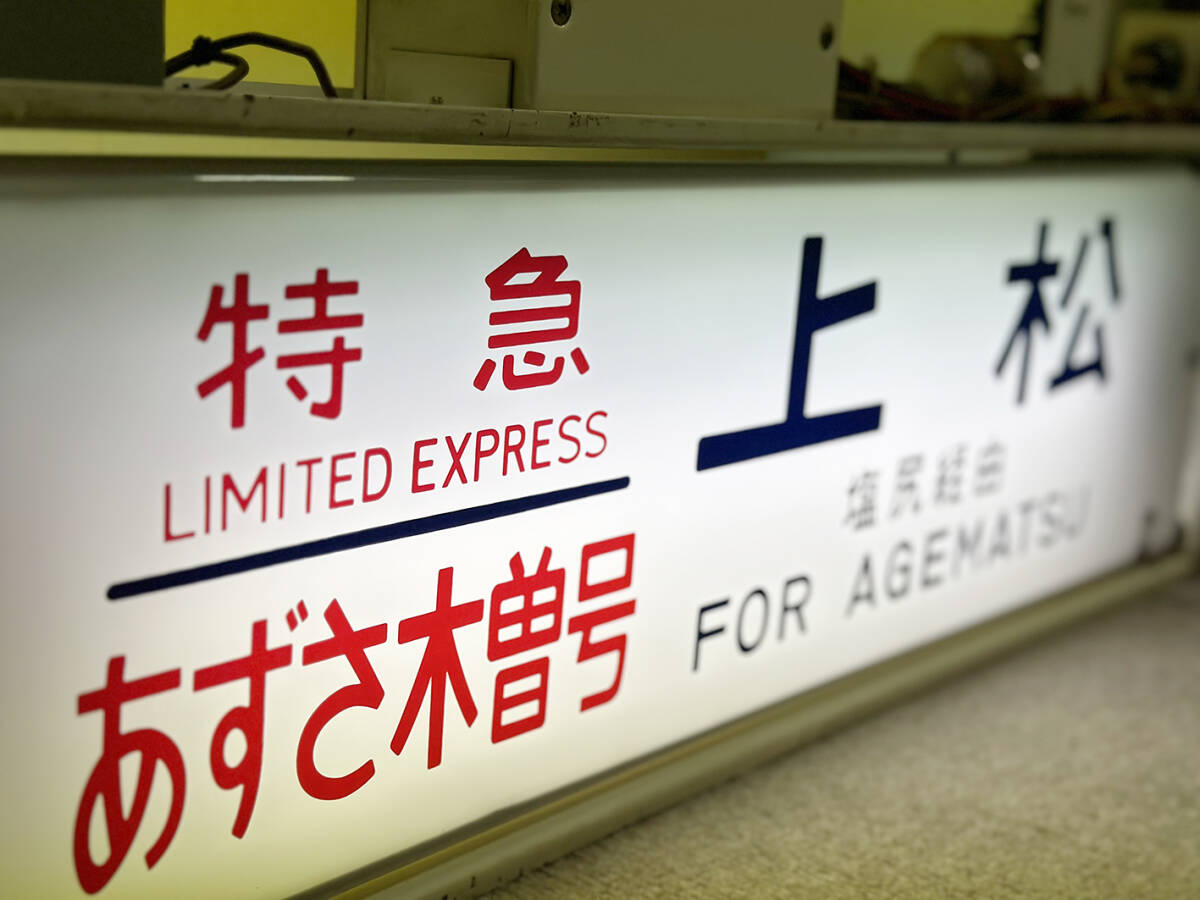 特急
LIMITED EXPRESS
あずさ木曽号
上松
塩尻経由
FOR AGEMATSU